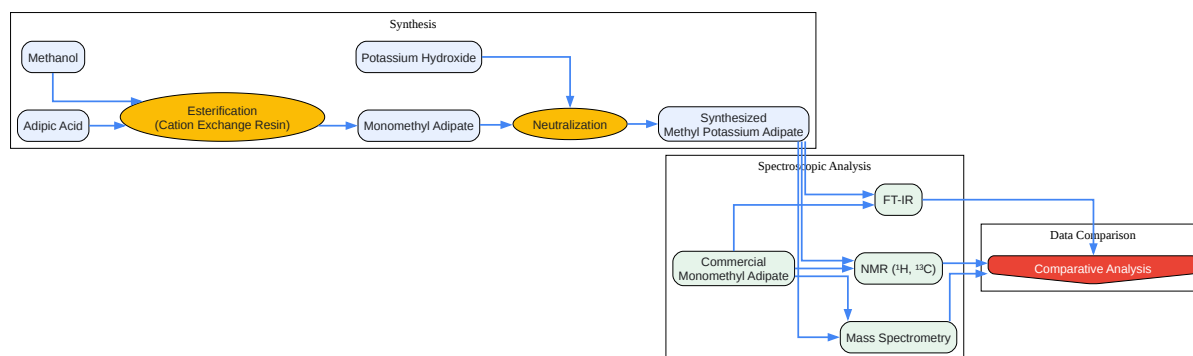 Synthesis
Methanol
Potassium Hydroxide
Adipic Acid
Esterification
(Cation Exchange Resin)
Monomethyl Adipate
Neutralization
Synthesized
Methyl Potassium Adipate
Spectroscopic Analysis
FT-IR
Commercial
Monomethyl Adipate
NMR (¹H, ¹³C)
Mass Spectrometry
Data Comparison
Comparative Analysis